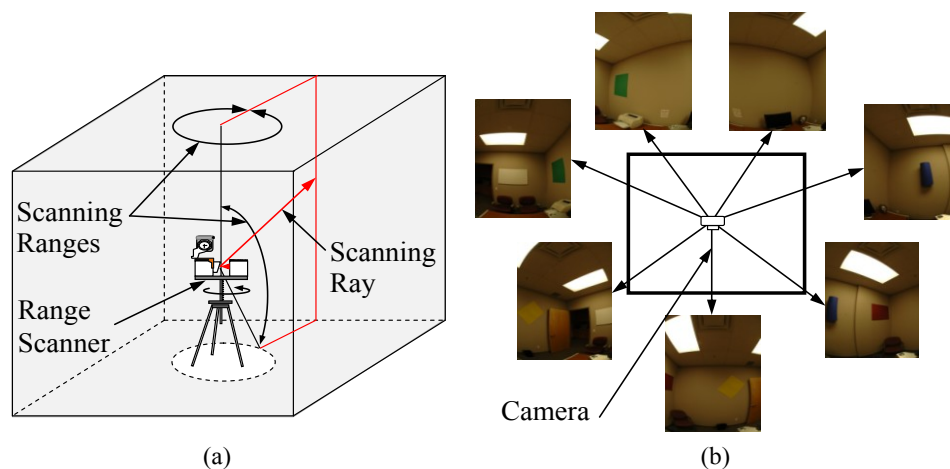 Scanning
Ranges
Scanning
Ray
Range
Scanner
(a)
Camera
(b)